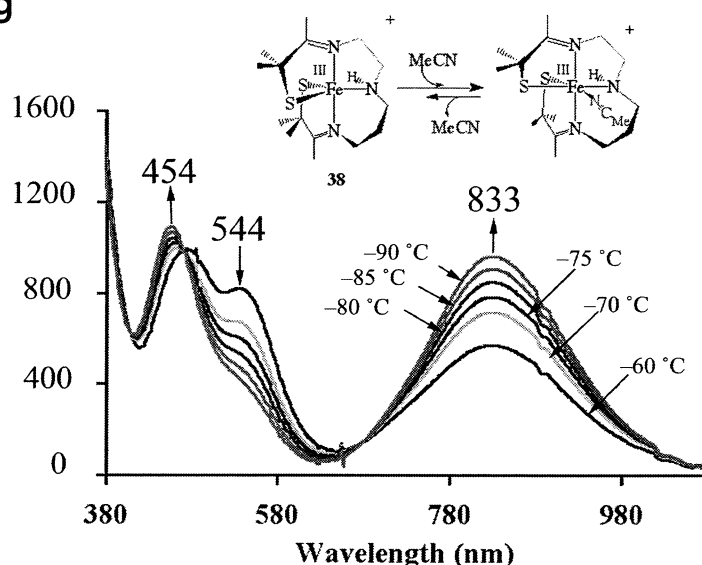 g
+
+
N
N
III
III
MeCN
S
H
S
H
Fe
N
S
Fe
N
S
N
C
Me
MeCN
N
N
38
1600
1200
800
400
0
454
544
833
–90 °C
–85 °C
–80 °C
–75 °C
–70 °C
–60 °C
380
580
780
980
Wavelength (nm)